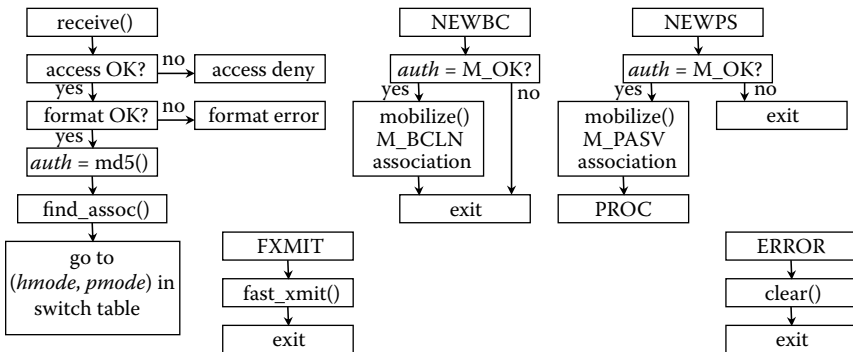 receive()
access OK?
no
access deny
yes
format OK?
no
format error
yes
auth = md5()
find_assoc()
go to
(hmode, pmode) in
switch table
FXMIT
fast_xmit()
exit
NEWBC
auth = M_OK?
yes
no
mobilize()
M_BCLN
association
exit
NEWPS
auth = M_OK?
yes
no
mobilize()
M_PASV
association
exit
PROC
ERROR
clear()
exit